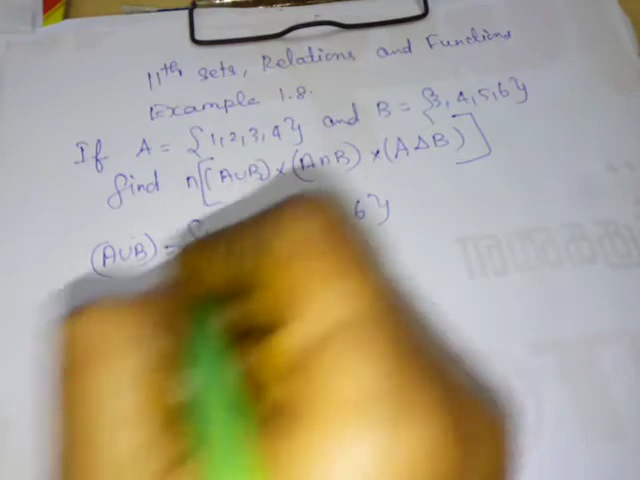 11th Sets, Relations and Functions
Example 1.8.
If A = {1,2,3,4} and B = {3,4,5,6}
find n[(A∪B)×(A∩B)×(A△B)]
(A∪B) = { 6}